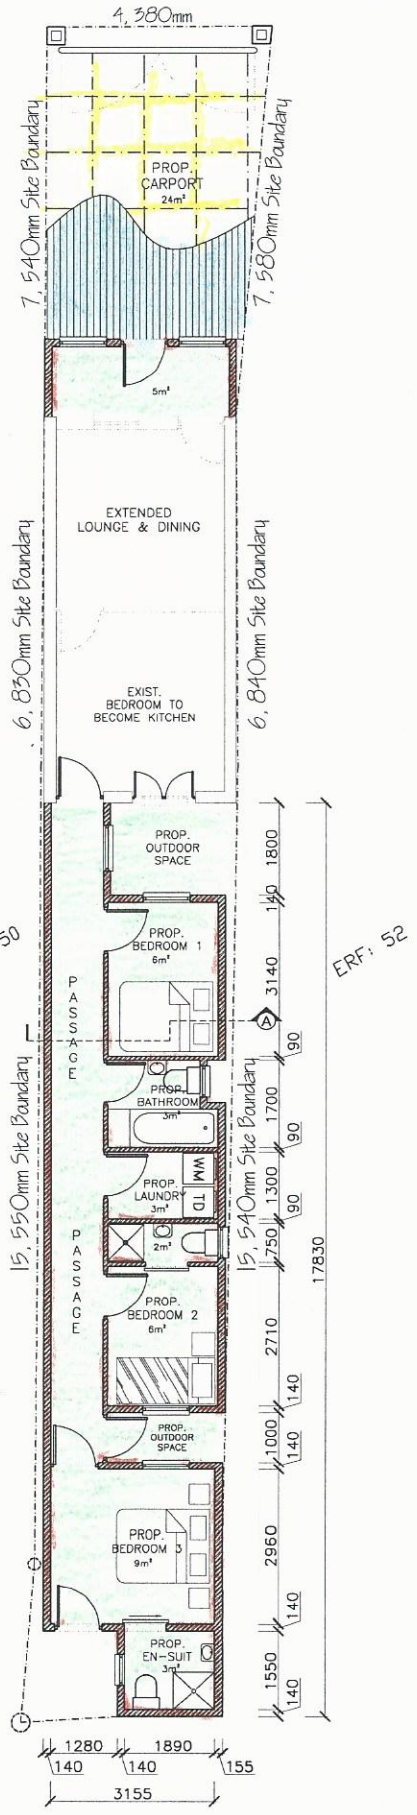 4, 380mm
7, 540mm Site Boundary
7, 580mm Site Boundary
PROP.
CARPORT
24m²
5m²
EXTENDED
LOUNGE & DINING
6, 830mm Site Boundary
6, 840mm Site Boundary
EXIST.
BEDROOM TO
BECOME KITCHEN
PROP.
OUTDOOR
SPACE
1800
140
50
ERF: 52
PROP.
BEDROOM 1
6m²
3140
PASSAGE
A
90
15, 550mm Site Boundary
15, 540mm Site Boundary
PROP.
BATHROOM
3m²
1700
90
PROP.
LAUNDRY
3m²
WM
TD
1300
90
2m²
750
17830
PASSAGE
PROP.
BEDROOM 2
6m²
2710
140
PROP.
OUTDOOR
SPACE
1000
140
PROP.
BEDROOM 3
9m²
2960
140
PROP.
EN-SUIT
3m²
1550
140
1280
1890
140
140
155
3155